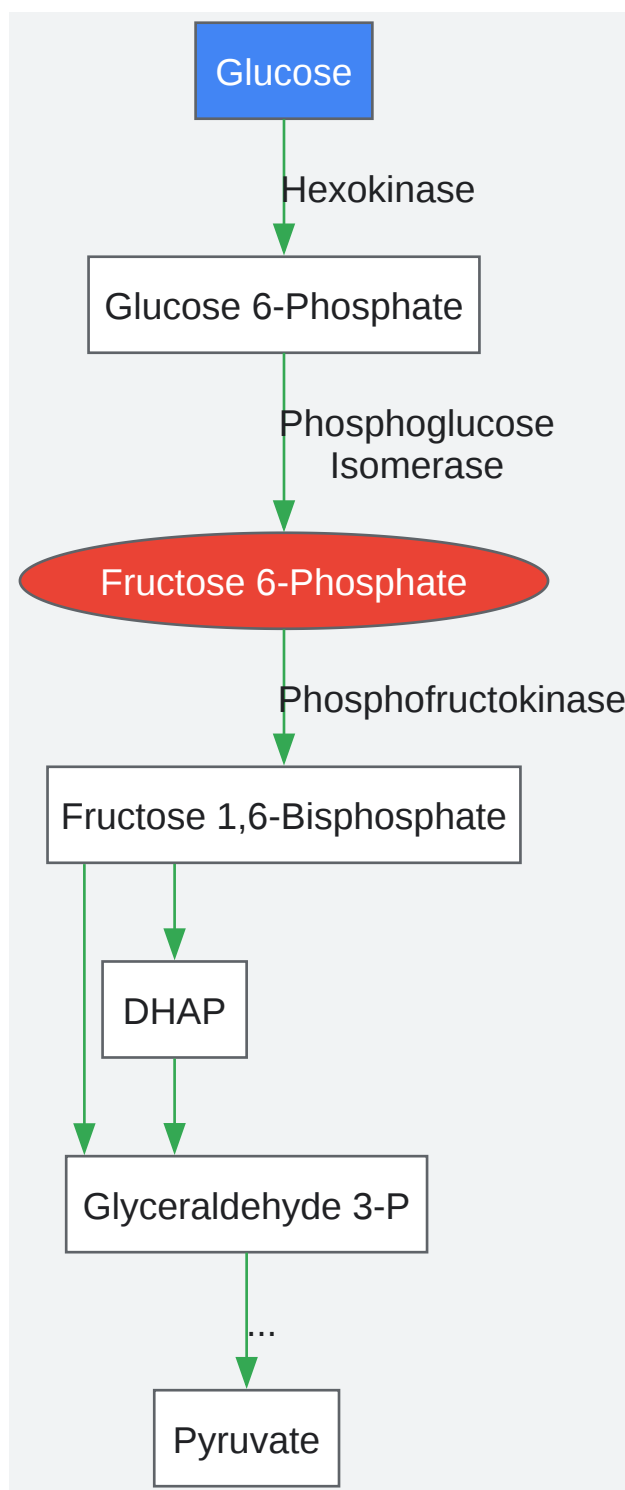 Glucose
Hexokinase
Glucose 6-Phosphate
Phosphoglucose
Isomerase
Fructose 6-Phosphate
Phosphofructokinase
Fructose 1,6-Bisphosphate
DHAP
Glyceraldehyde 3-P
...
Pyruvate